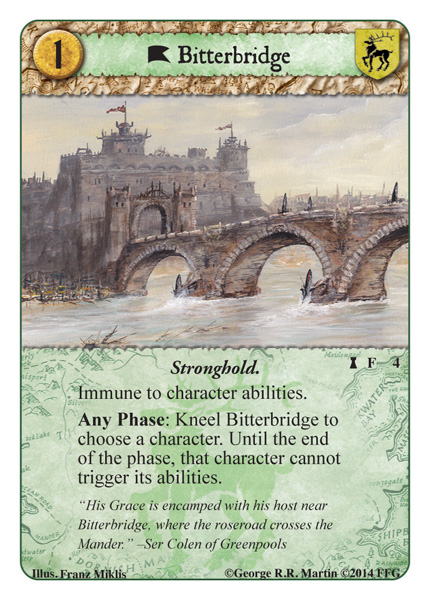 1
Bitterbridge
Stronghold.
F 4
Immune to character abilities.
Any Phase: Kneel Bitterbridge to
choose a character. Until the end
of the phase, that character cannot
trigger its abilities.
“His Grace is encamped with his host near
Bitterbridge, where the roseroad crosses the
Mander.” –Ser Colen of Greenpools
Illus. Franz Miklis
©George R.R. Martin ©2014 FFG